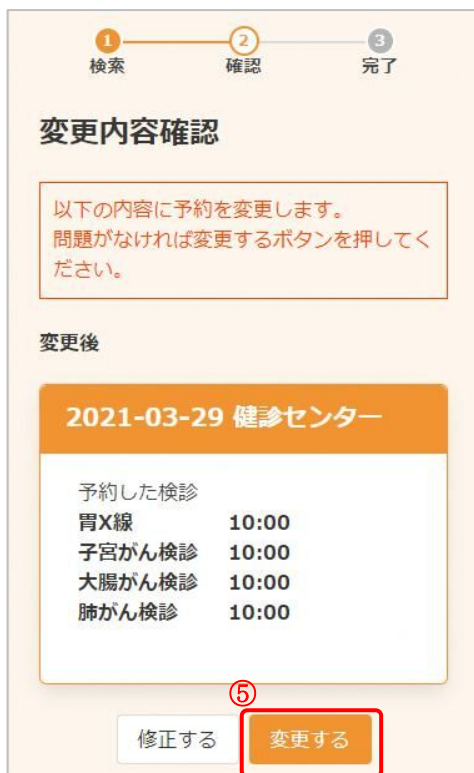 1 2 3
検索 確認 完了
変更内容確認
以下の内容に予約を変更します。
問題がなければ変更するボタンを押してく
ださい。
変更後
2021-03-29 健診センター
予約した検診
胃X線 10:00
子宮がん検診 10:00
大腸がん検診 10:00
肺がん検診 10:00
⑤
修正する 変更する